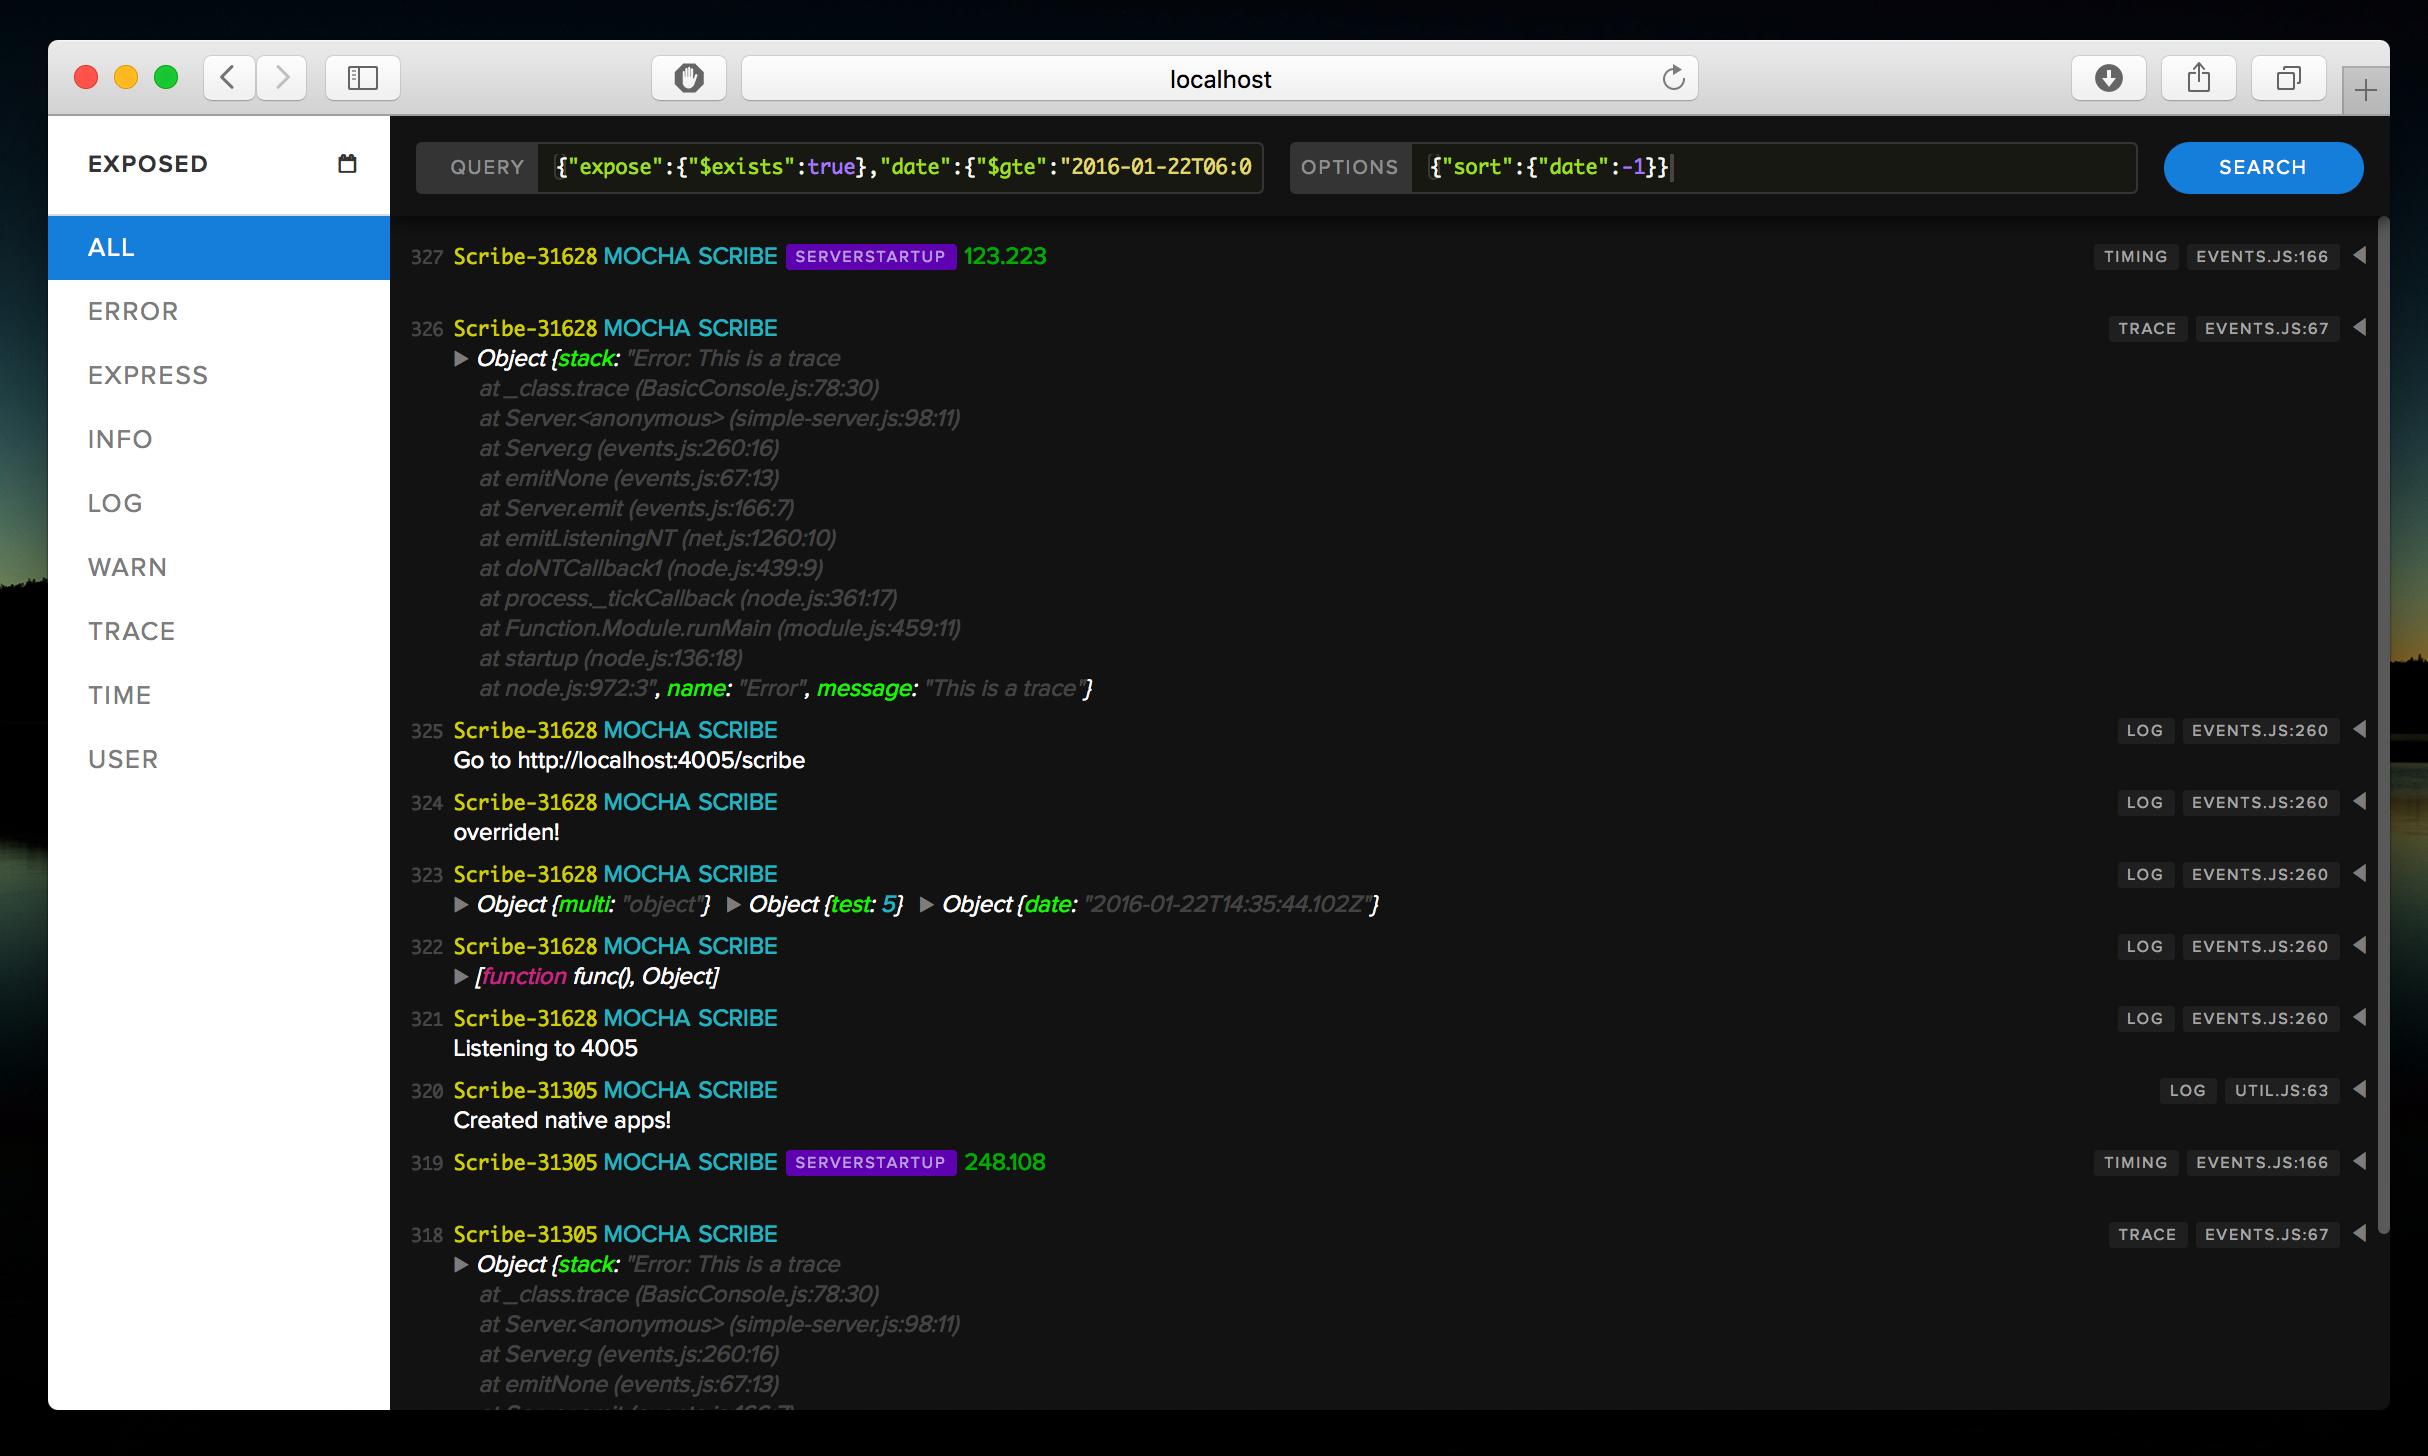 localhost
EXPOSED
QUERY {"expose":{"$exists":true},"date":{"$gte":"2016-01-22T06:0
OPTIONS {"sort":{"date":-1}}
SEARCH
ALL
ERROR
EXPRESS
INFO
LOG
WARN
TRACE
TIME
USER
327 Scribe-31628 MOCHA SCRIBE SERVERSTARTUP 123.223 TIMING EVENTS.JS:166
326 Scribe-31628 MOCHA SCRIBE TRACE EVENTS.JS:67
Object {stack: "Error: This is a trace
at _class.trace (BasicConsole.js:78:30)
at Server.<anonymous> (simple-server.js:98:11)
at Server.g (events.js:260:16)
at emitNone (events.js:67:13)
at Server.emit (events.js:166:7)
at emitListeningNT (net.js:1260:10)
at doNTCallback1 (node.js:439:9)
at process._tickCallback (node.js:361:17)
at Function.Module.runMain (module.js:459:11)
at startup (node.js:136:18)
at node.js:972:3", name: "Error", message: "This is a trace"}
325 Scribe-31628 MOCHA SCRIBE LOG EVENTS.JS:260
Go to http://localhost:4005/scribe
324 Scribe-31628 MOCHA SCRIBE LOG EVENTS.JS:260
overriden!
323 Scribe-31628 MOCHA SCRIBE LOG EVENTS.JS:260
Object {multi: "object"} Object {test: 5} Object {date: "2016-01-22T14:35:44.102Z"}
322 Scribe-31628 MOCHA SCRIBE LOG EVENTS.JS:260
[function func(), Object]
321 Scribe-31628 MOCHA SCRIBE LOG EVENTS.JS:260
Listening to 4005
320 Scribe-31305 MOCHA SCRIBE LOG UTIL.JS:63
Created native apps!
319 Scribe-31305 MOCHA SCRIBE SERVERSTARTUP 248.108 TIMING EVENTS.JS:166
318 Scribe-31305 MOCHA SCRIBE TRACE EVENTS.JS:67
Object {stack: "Error: This is a trace
at _class.trace (BasicConsole.js:78:30)
at Server.<anonymous> (simple-server.js:98:11)
at Server.g (events.js:260:16)
at emitNone (events.js:67:13)
at Server.emit (events.js:166:7)